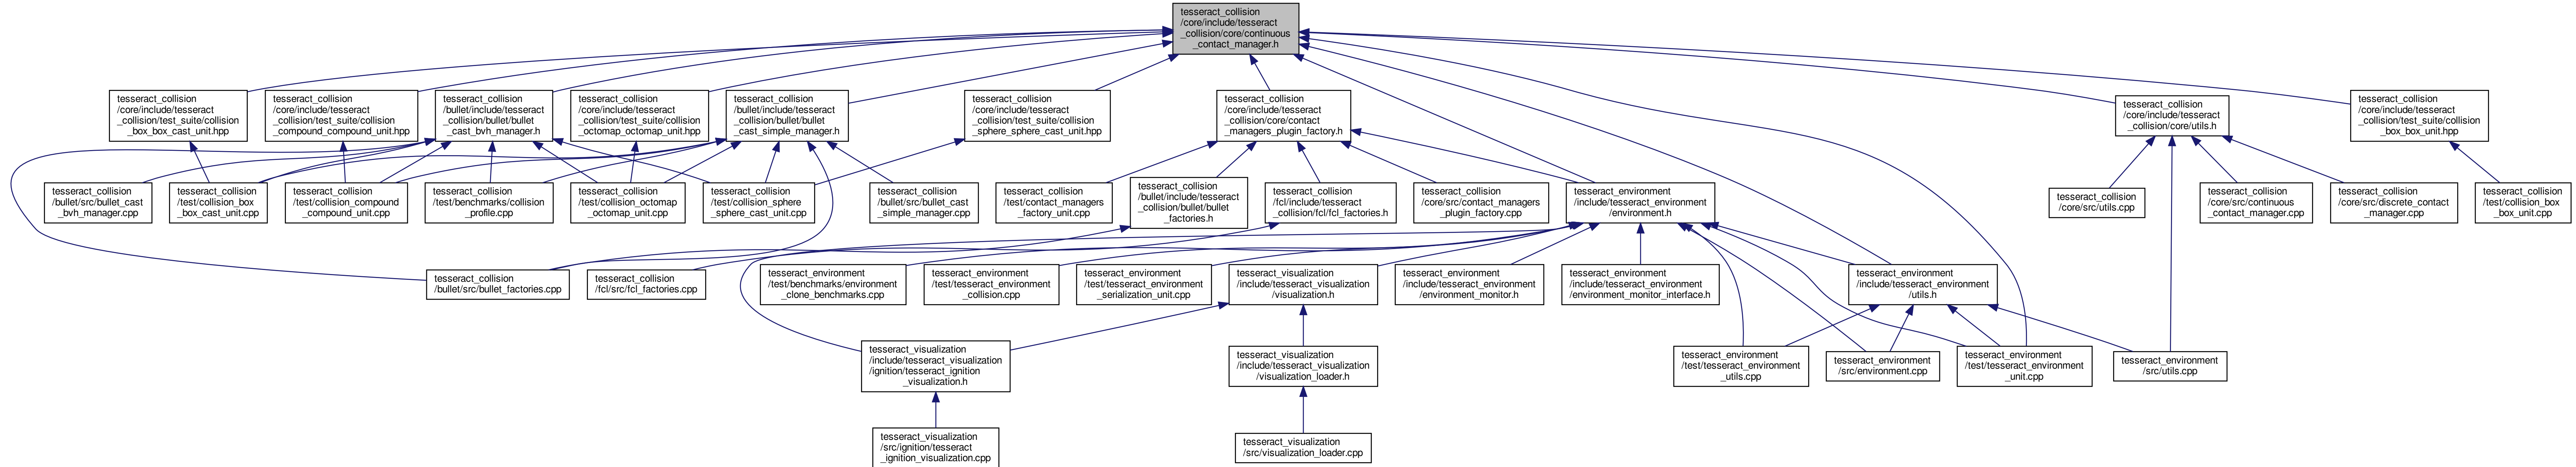 tesseract_collision
/core/include/tesseract
_collision/core/continuous
_contact_manager.h
tesseract_collision
/core/include/tesseract
_collision/test_suite/collision
_box_box_cast_unit.hpp
tesseract_collision
/core/include/tesseract
_collision/test_suite/collision
_compound_compound_unit.hpp
tesseract_collision
/bullet/include/tesseract
_collision/bullet/bullet
_cast_bvh_manager.h
tesseract_collision
/core/include/tesseract
_collision/test_suite/collision
_octomap_octomap_unit.hpp
tesseract_collision
/bullet/include/tesseract
_collision/bullet/bullet
_cast_simple_manager.h
tesseract_collision
/core/include/tesseract
_collision/test_suite/collision
_sphere_sphere_cast_unit.hpp
tesseract_collision
/core/include/tesseract
_collision/core/contact
_managers_plugin_factory.h
tesseract_collision
/core/include/tesseract
_collision/core/utils.h
tesseract_collision
/core/include/tesseract
_collision/test_suite/collision
_box_box_unit.hpp
tesseract_collision
/bullet/src/bullet_cast
_bvh_manager.cpp
tesseract_collision
/test/collision_box
_box_cast_unit.cpp
tesseract_collision
/test/collision_compound
_compound_unit.cpp
tesseract_collision
/test/benchmarks/collision
_profile.cpp
tesseract_collision
/test/collision_octomap
_octomap_unit.cpp
tesseract_collision
/test/collision_sphere
_sphere_cast_unit.cpp
tesseract_collision
/bullet/src/bullet_cast
_simple_manager.cpp
tesseract_collision
/test/contact_managers
_factory_unit.cpp
tesseract_collision
/bullet/include/tesseract
_collision/bullet/bullet
_factories.h
tesseract_collision
/fcl/include/tesseract
_collision/fcl/fcl_factories.h
tesseract_collision
/core/src/contact_managers
_plugin_factory.cpp
tesseract_environment
/include/tesseract_environment
/environment.h
tesseract_collision
/core/src/utils.cpp
tesseract_collision
/core/src/continuous
_contact_manager.cpp
tesseract_collision
/core/src/discrete_contact
_manager.cpp
tesseract_collision
/test/collision_box
_box_unit.cpp
tesseract_collision
/bullet/src/bullet_factories.cpp
tesseract_collision
/fcl/src/fcl_factories.cpp
tesseract_environment
/test/benchmarks/environment
_clone_benchmarks.cpp
tesseract_environment
/test/tesseract_environment
_collision.cpp
tesseract_environment
/test/tesseract_environment
_serialization_unit.cpp
tesseract_visualization
/include/tesseract_visualization
/visualization.h
tesseract_environment
/include/tesseract_environment
/environment_monitor.h
tesseract_environment
/include/tesseract_environment
/environment_monitor_interface.h
tesseract_environment
/include/tesseract_environment
/utils.h
tesseract_visualization
/include/tesseract_visualization
/ignition/tesseract_ignition
_visualization.h
tesseract_visualization
/include/tesseract_visualization
/visualization_loader.h
tesseract_environment
/test/tesseract_environment
_utils.cpp
tesseract_environment
/src/environment.cpp
tesseract_environment
/test/tesseract_environment
_unit.cpp
tesseract_environment
/src/utils.cpp
tesseract_visualization
/src/ignition/tesseract
_ignition_visualization.cpp
tesseract_visualization
/src/visualization_loader.cpp